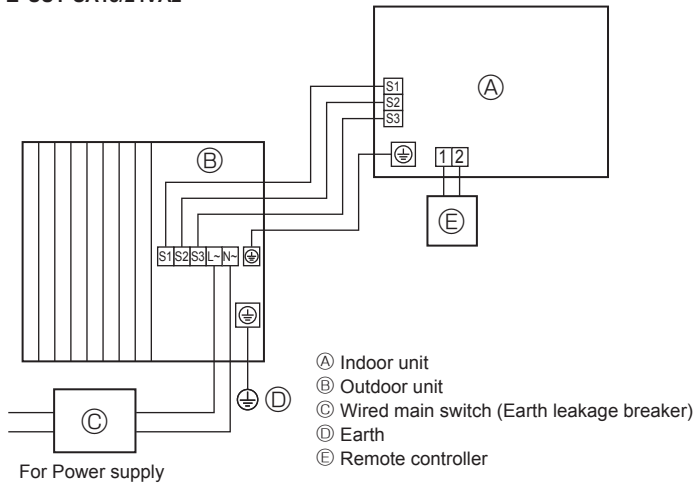 S1
S2
S3
Ⓐ
1 2
Ⓔ
Ⓑ
S1 S2 S3 L~ N~
Ⓓ
Ⓒ
For Power supply
Ⓐ Indoor unit
Ⓑ Outdoor unit
Ⓒ Wired main switch (Earth leakage breaker)
Ⓓ Earth
Ⓔ Remote controller